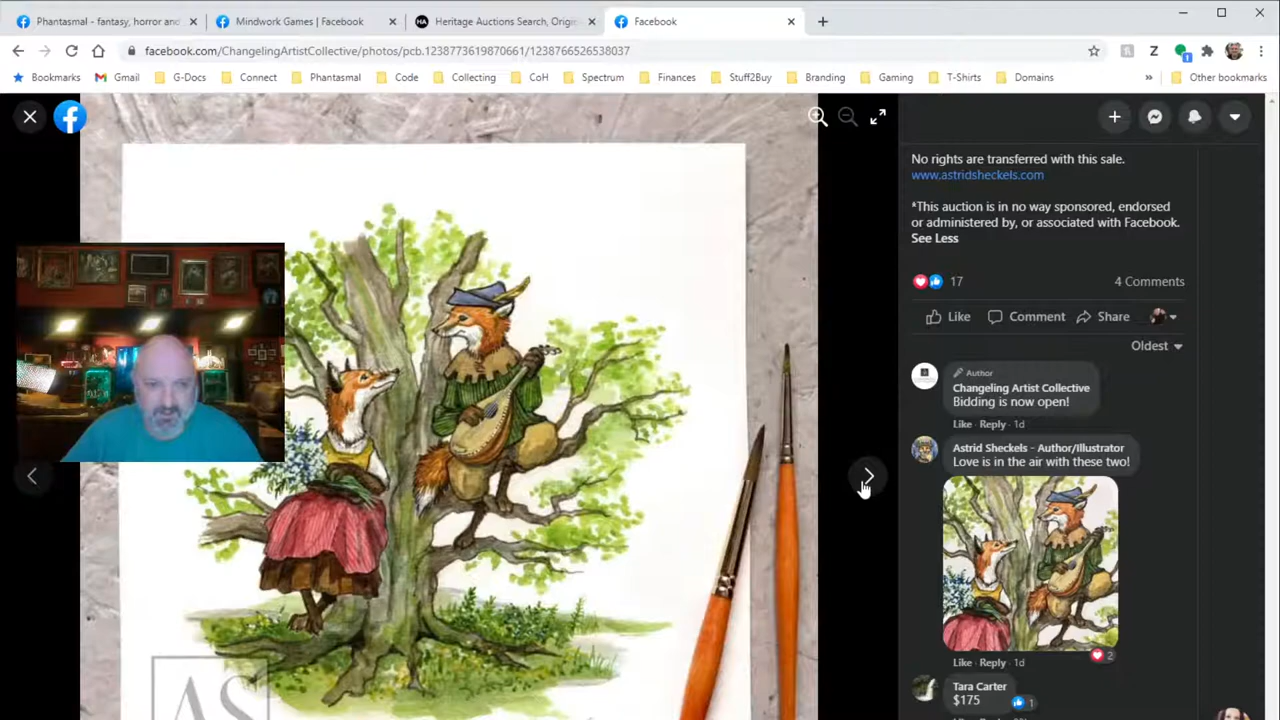 Phantasmal - fantasy, horror and
Mindwork Games | Facebook
HA
Heritage Auctions Search, Origi
Facebook
facebook.com/ChangelingArtistCollective/photos/pcb.1238773619870661/1238766526538037
Bookmarks
Gmail
G-Docs
Connect
Phantasmal
Code
Collecting
CoH
Spectrum
Finances
Stuff2Buy
Branding
Gaming
T-Shirts
Domains
»
Other bookmarks
No rights are transferred with this sale.
www.astridsheckels.com
*This auction is in no way sponsored, endorsed
or administered by, or associated with Facebook.
See Less
17
4 Comments
Like
Comment
Share
Oldest
Author
Changeling Artist Collective
Bidding is now open!
Like · Reply · 1d
Astrid Sheckels - Author/Illustrator
Love is in the air with these two!
2
Like · Reply · 1d
Tara Carter
$175
1
AS